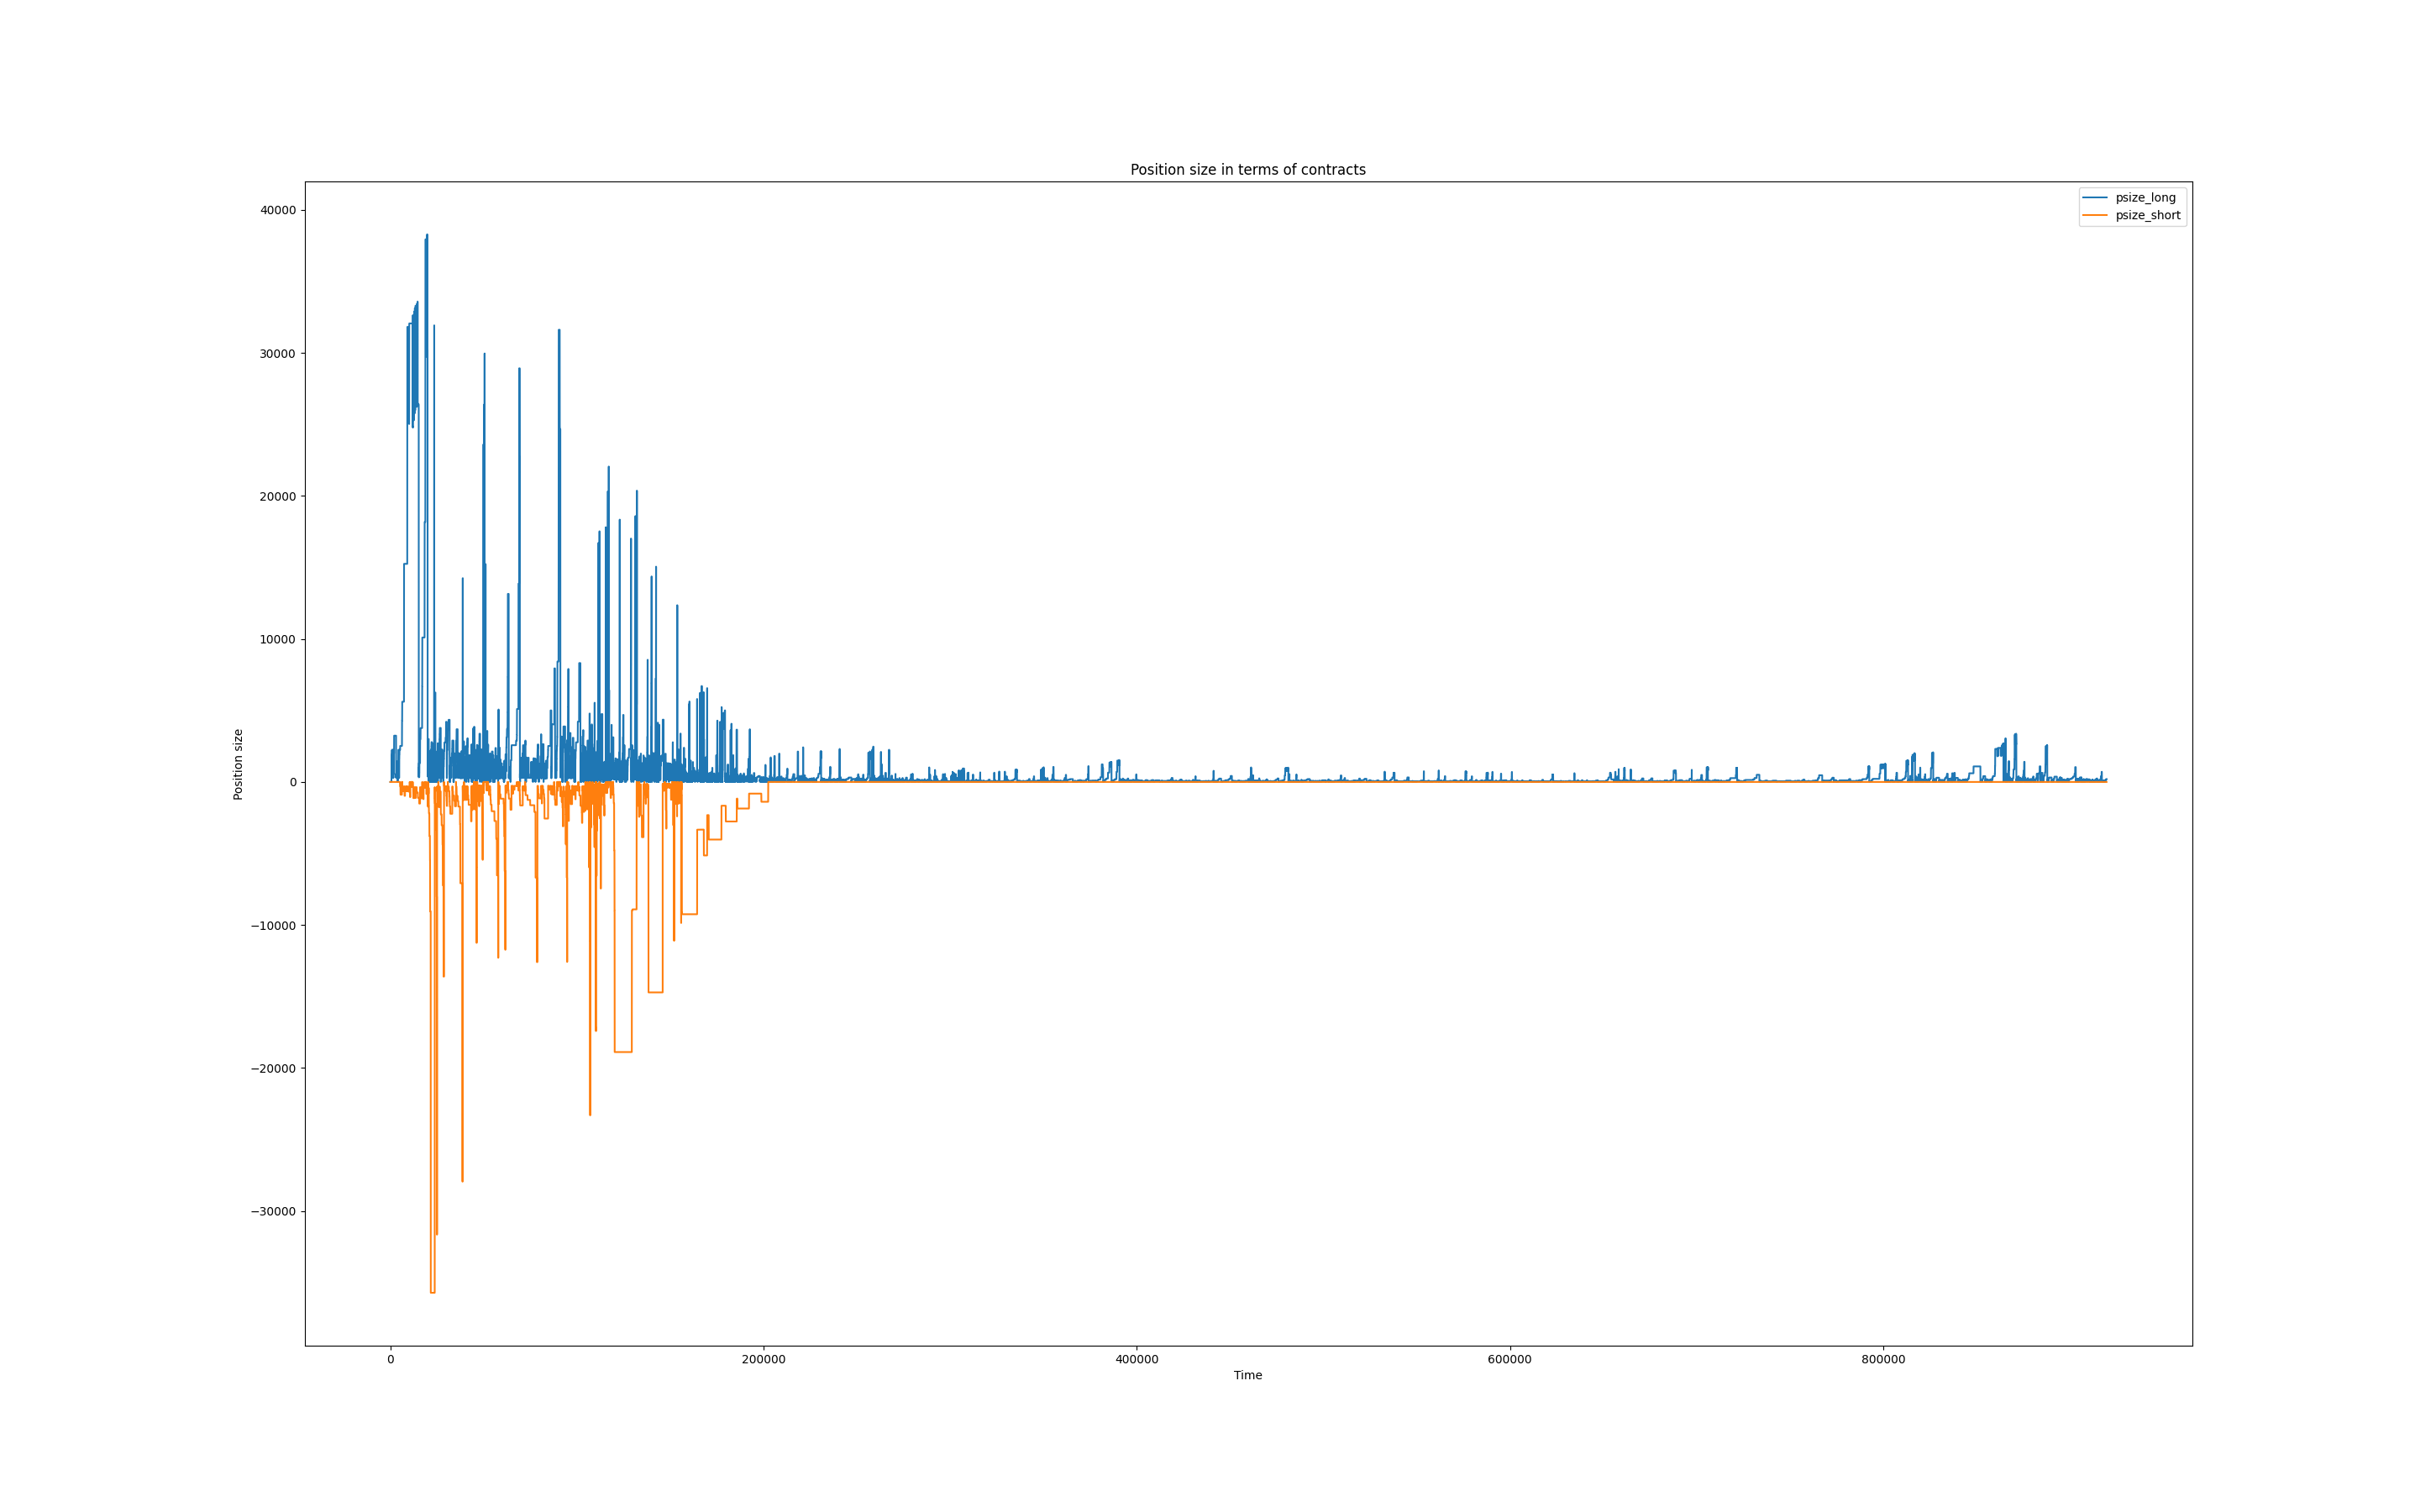 Position size in terms of contracts
psize_long
psize_short
40000
30000
20000
10000
0
−10000
−20000
−30000
Position size
0
200000
400000
600000
800000
Time